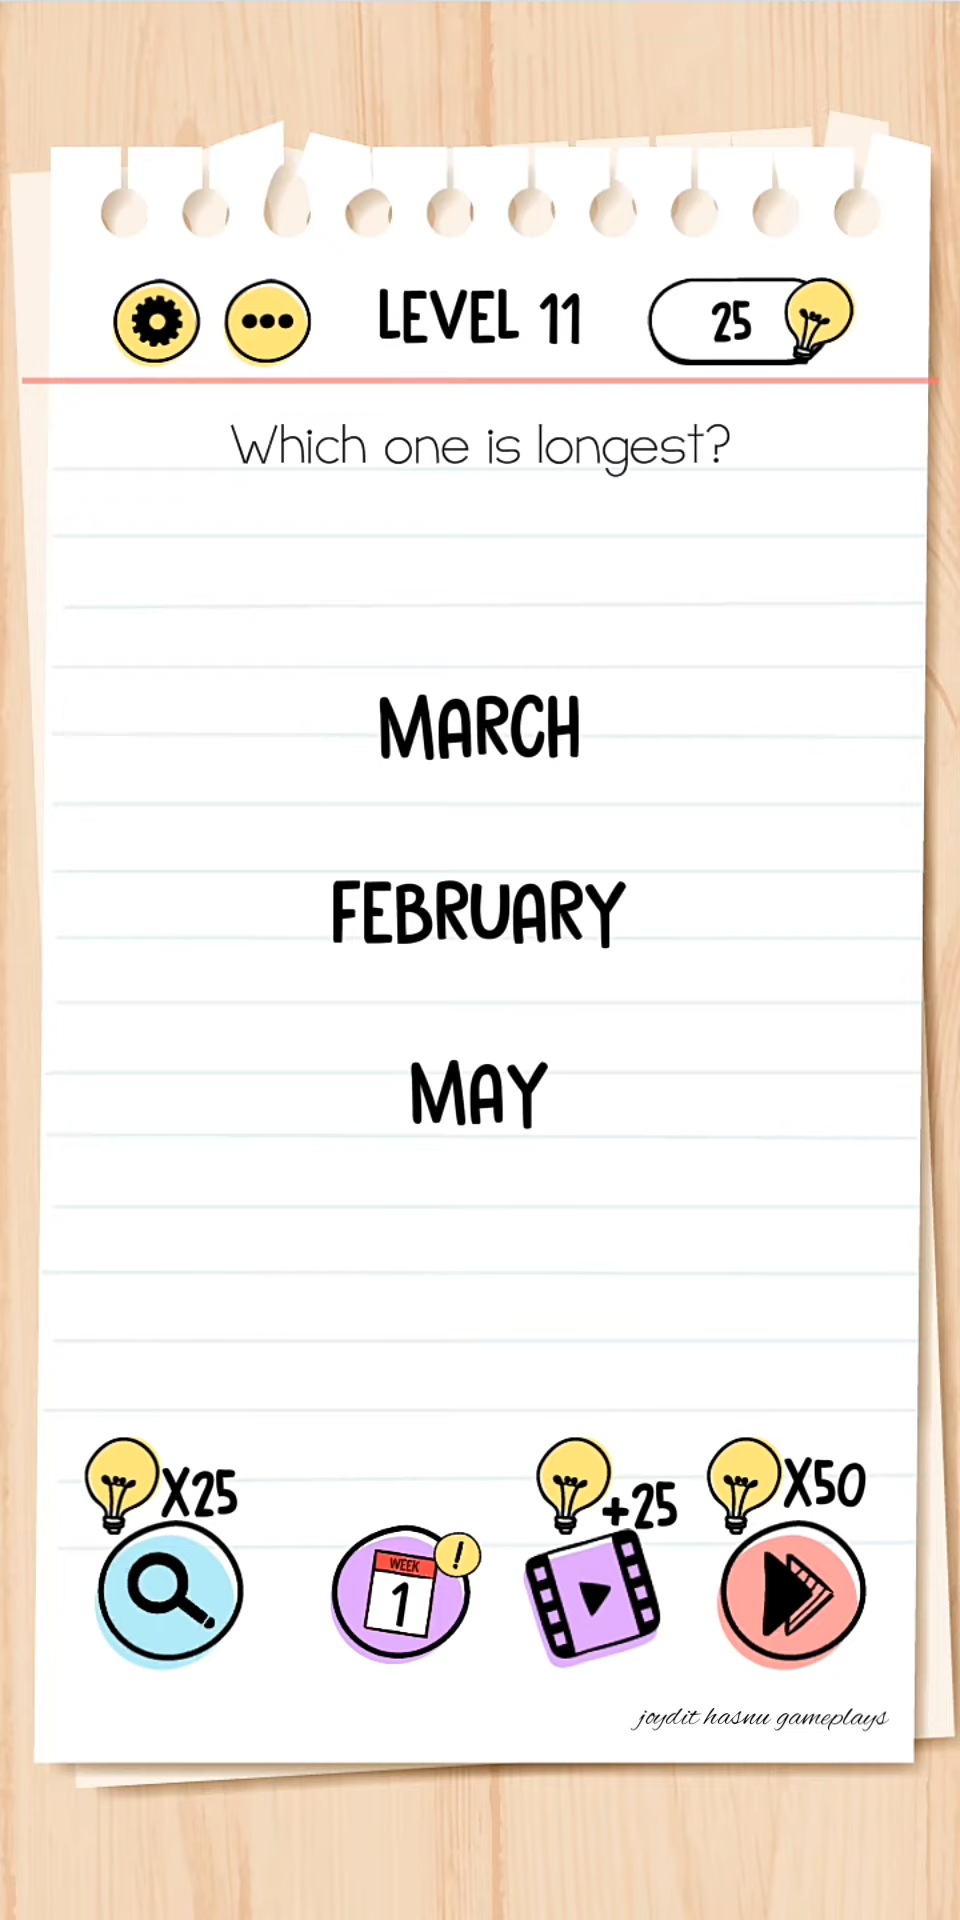 LEVEL 11
25
Which one is longest?
MARCH
FEBRUARY
MAY
X25
+25
X50
WEEK
1
!
joydit hasnu gameplays